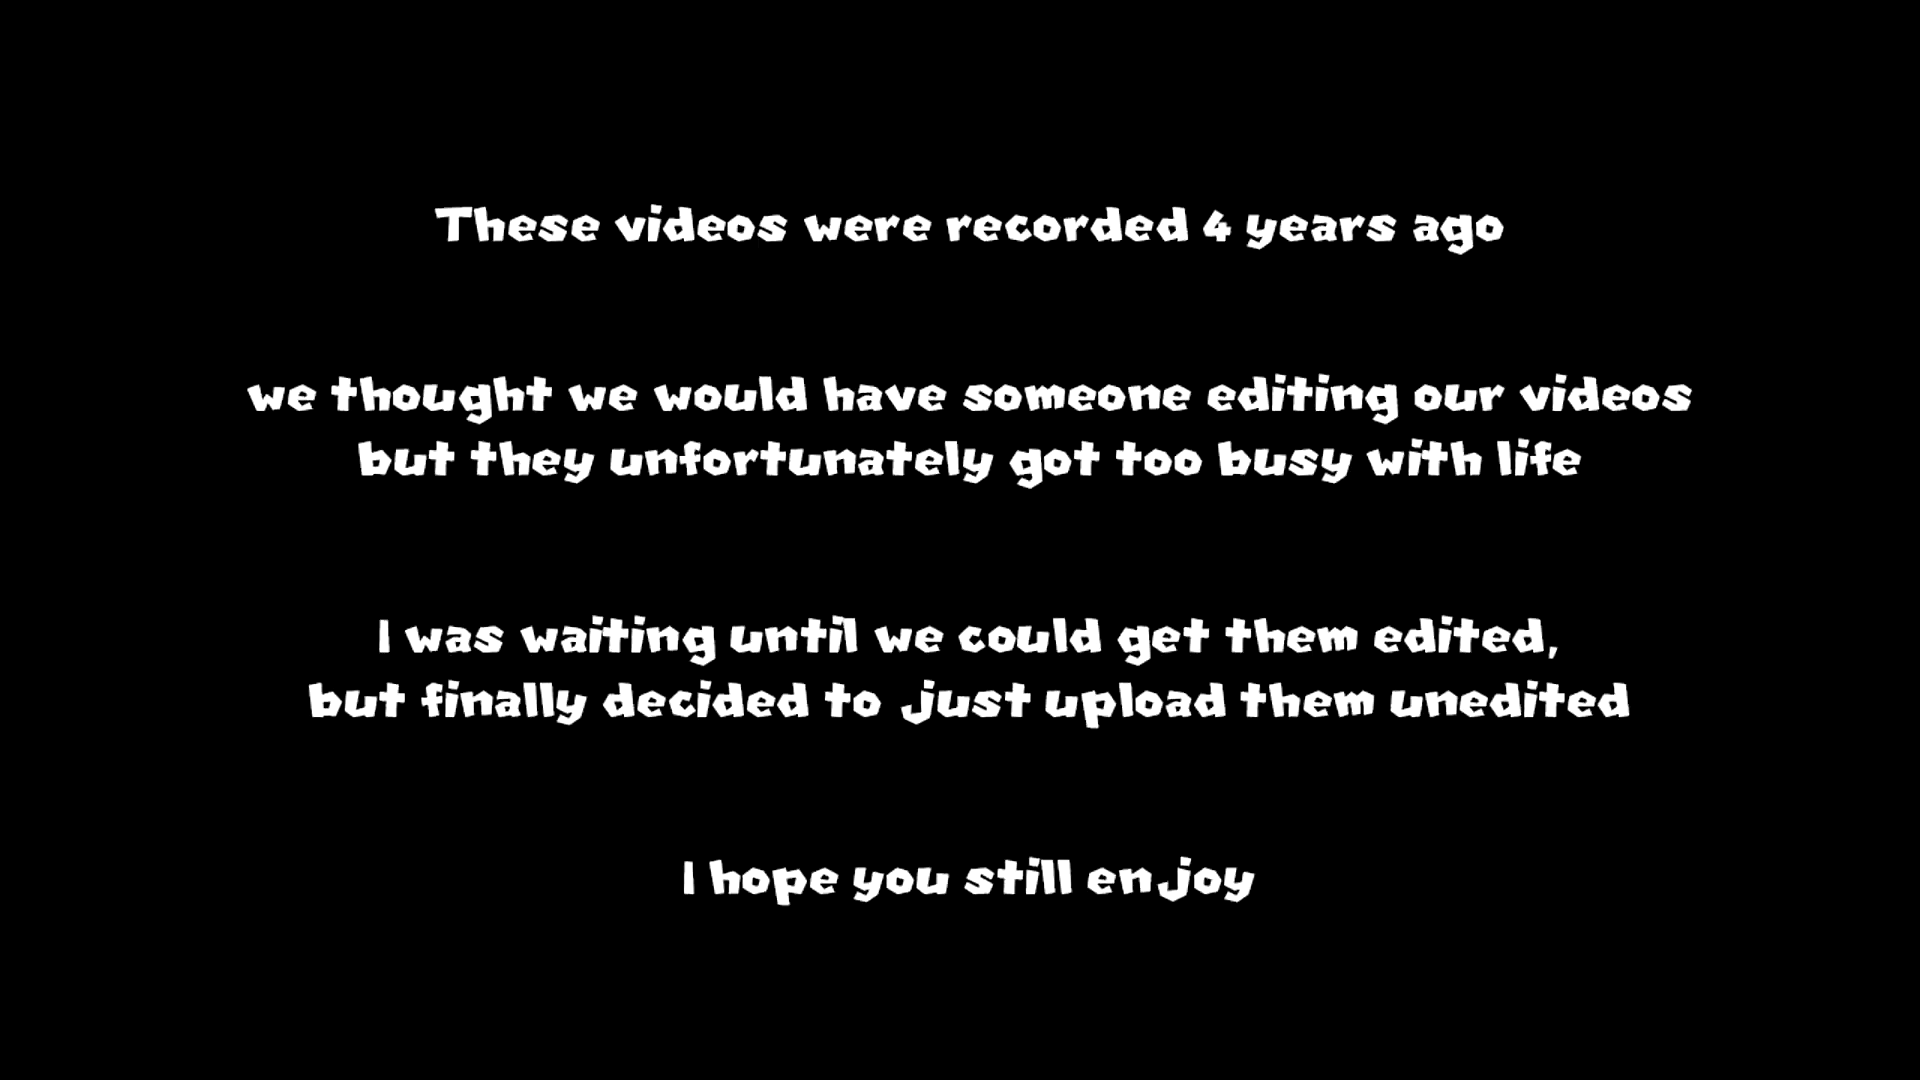 These videos were recorded 4 years ago
we thought we would have someone editing our videos
but they unfortunately got too busy with life
I was waiting until we could get them edited,
but finally decided to just upload them unedited
I hope you still enjoy